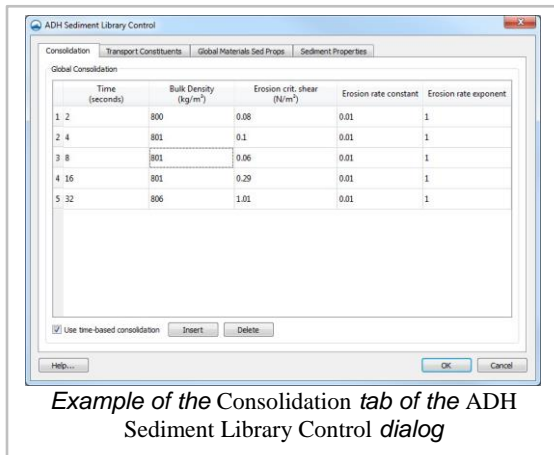 ADH Sediment Library Control
Consolidation Transport Constituents Global Materials Sed Props Sediment Properties
Global Consolidation
Time (seconds) Bulk Density (kg/m³) Erosion crit. shear (N/m²) Erosion rate constant Erosion rate exponent
1 2 800 0.08 0.01 1
2 4 801 0.1 0.01 1
3 8 801 0.06 0.01 1
4 16 801 0.29 0.01 1
5 32 806 1.01 0.01 1
Use time-based consolidation Insert Delete
Help... OK Cancel
Example of the Consolidation tab of the ADH
Sediment Library Control dialog